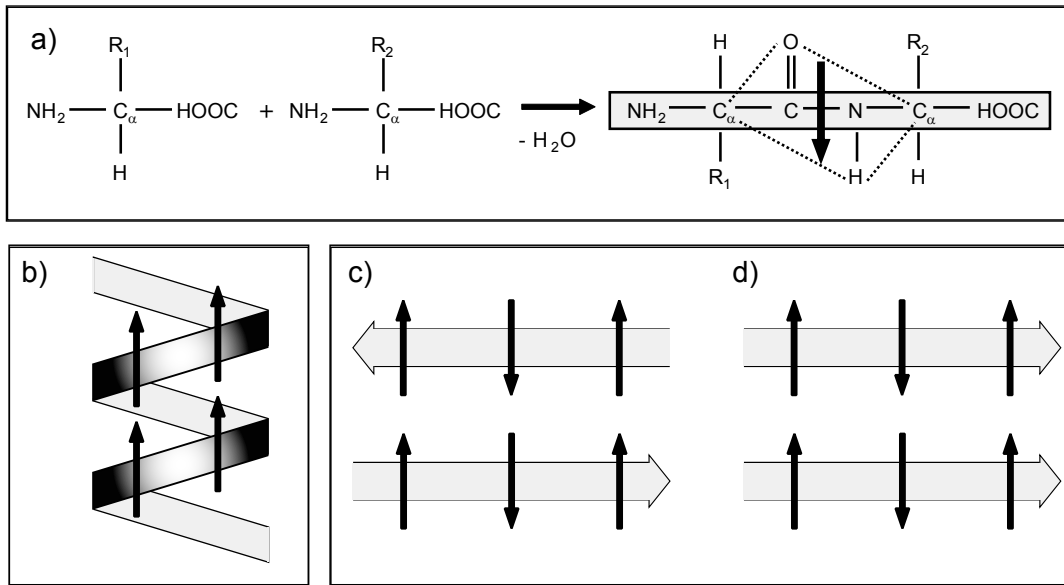 a)
R1
NH2 Cα HOOC
H
+
R2
NH2 Cα HOOC
H
- H2O
H O R2
NH2 Cα C N Cα HOOC
R1 H H
b)
c)
d)